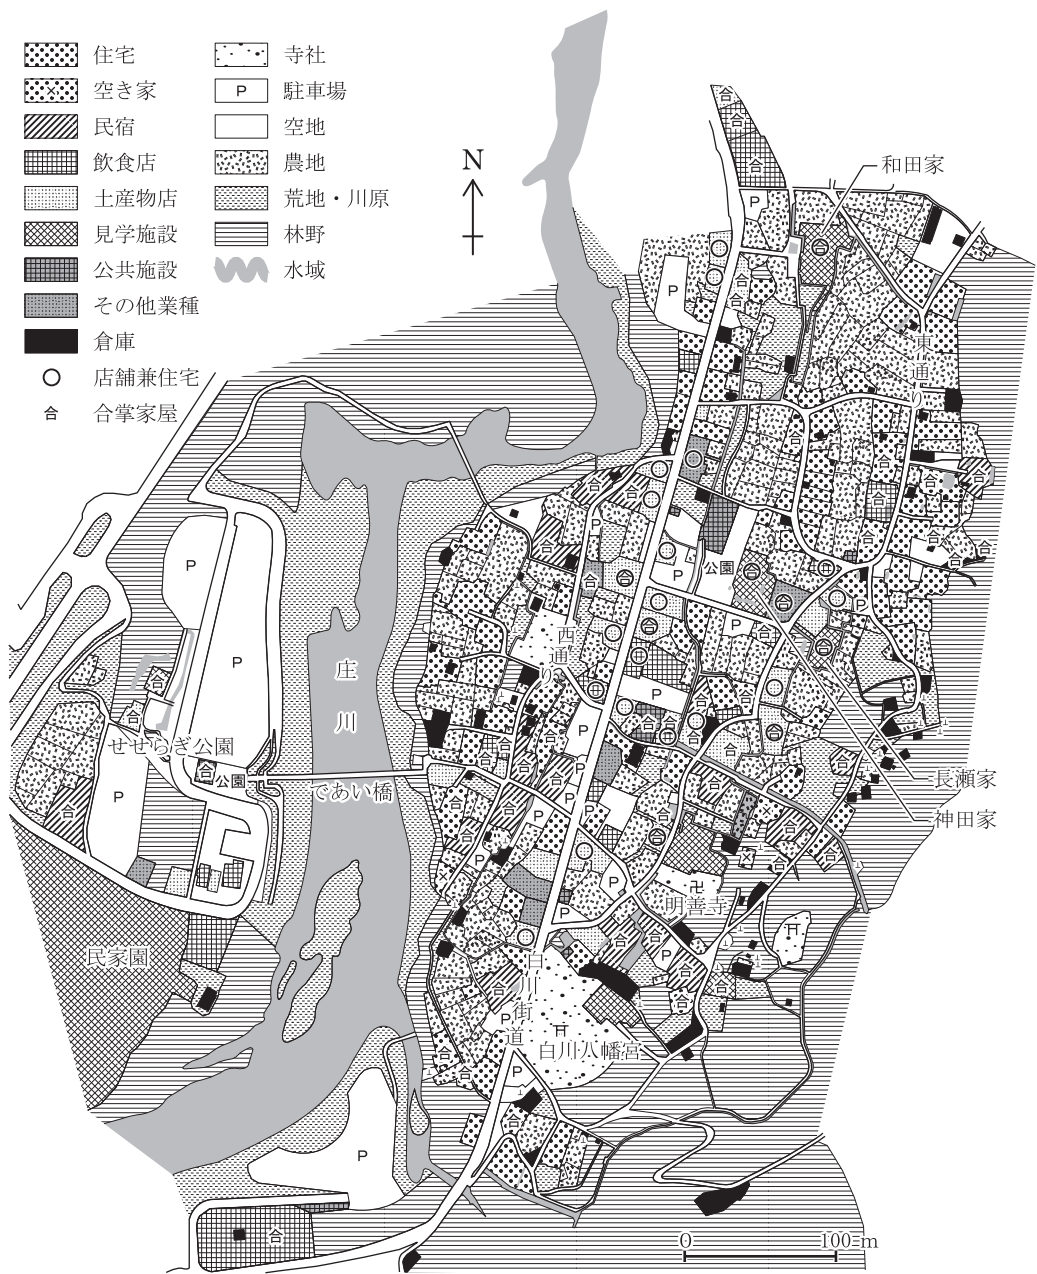 住宅
空き家
民宿
飲食店
土産物店
見学施設
公共施設
その他業種
倉庫
店舗兼住宅
合 合掌家屋
寺社
P 駐車場
空地
農地
荒地・川原
林野
水域
N
和田家
東通り
公園
西通り
庄川
せせらぎ公園
公園
であい橋
長瀬家
神田家
明善寺
民家園
白川街道
白川八幡宮
0 100 m